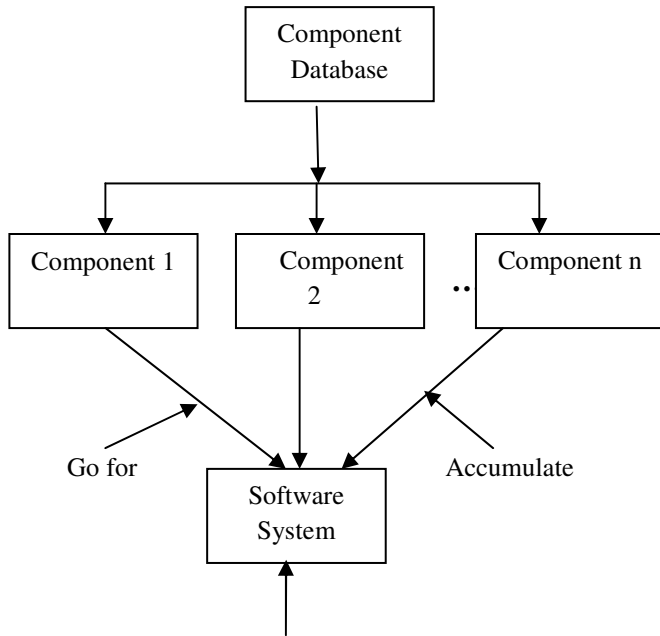 Component
Database
Component 1
Component
2
..
Component n
Go for
Accumulate
Software
System